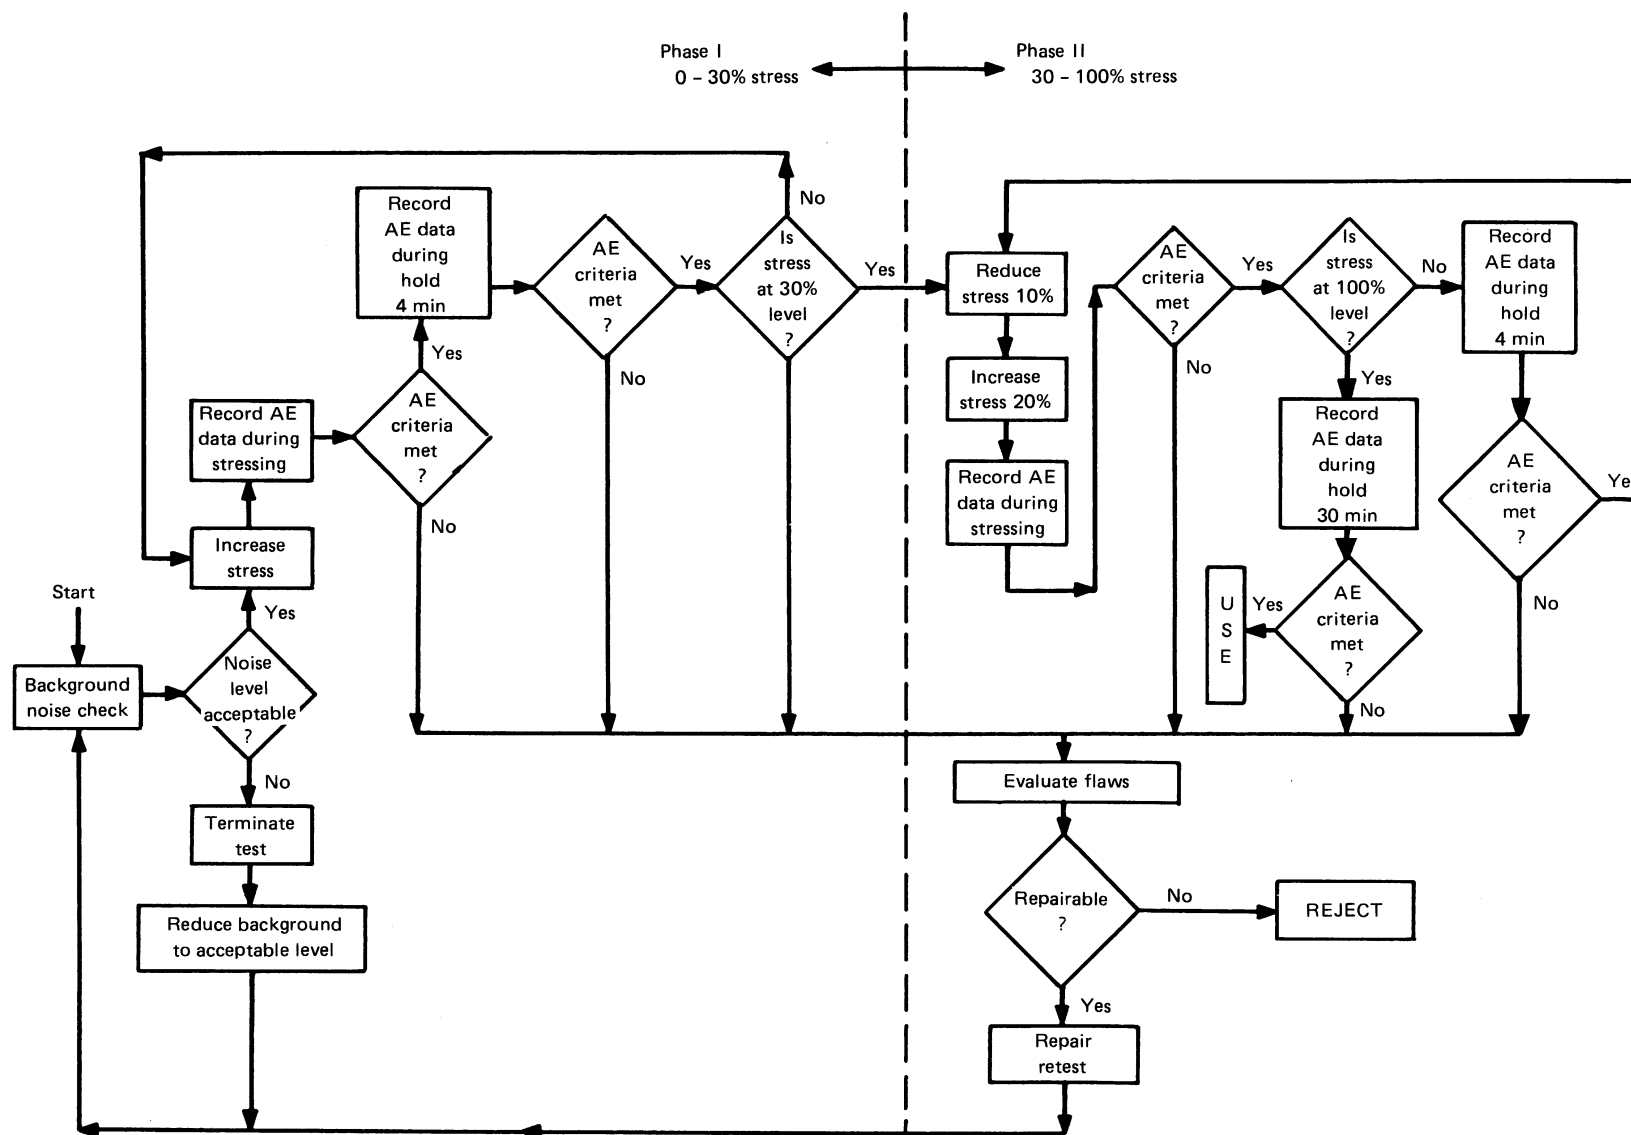 Phase I
0 – 30% stress
Phase II
30 – 100% stress
Start
Background
noise check
Noise
level
acceptable
?
Yes
No
Terminate
test
Reduce background
to acceptable level
Increase
stress
Record AE
data during
stressing
AE
criteria
met
?
Yes
No
Record
AE data
during
hold
4 min
AE
criteria
met
?
Yes
No
Is
stress
at 30%
level
?
No
Yes
Reduce
stress 10%
Increase
stress 20%
Record AE
data during
stressing
AE
criteria
met
?
Yes
No
Is
stress
at 100%
level
?
No
Yes
Record
AE data
during
hold
4 min
AE
criteria
met
?
Ye
No
Record
AE data
during
hold
30 min
AE
criteria
met
?
Yes
No
U
S
E
Evaluate flaws
Repairable
?
No
REJECT
Yes
Repair
retest